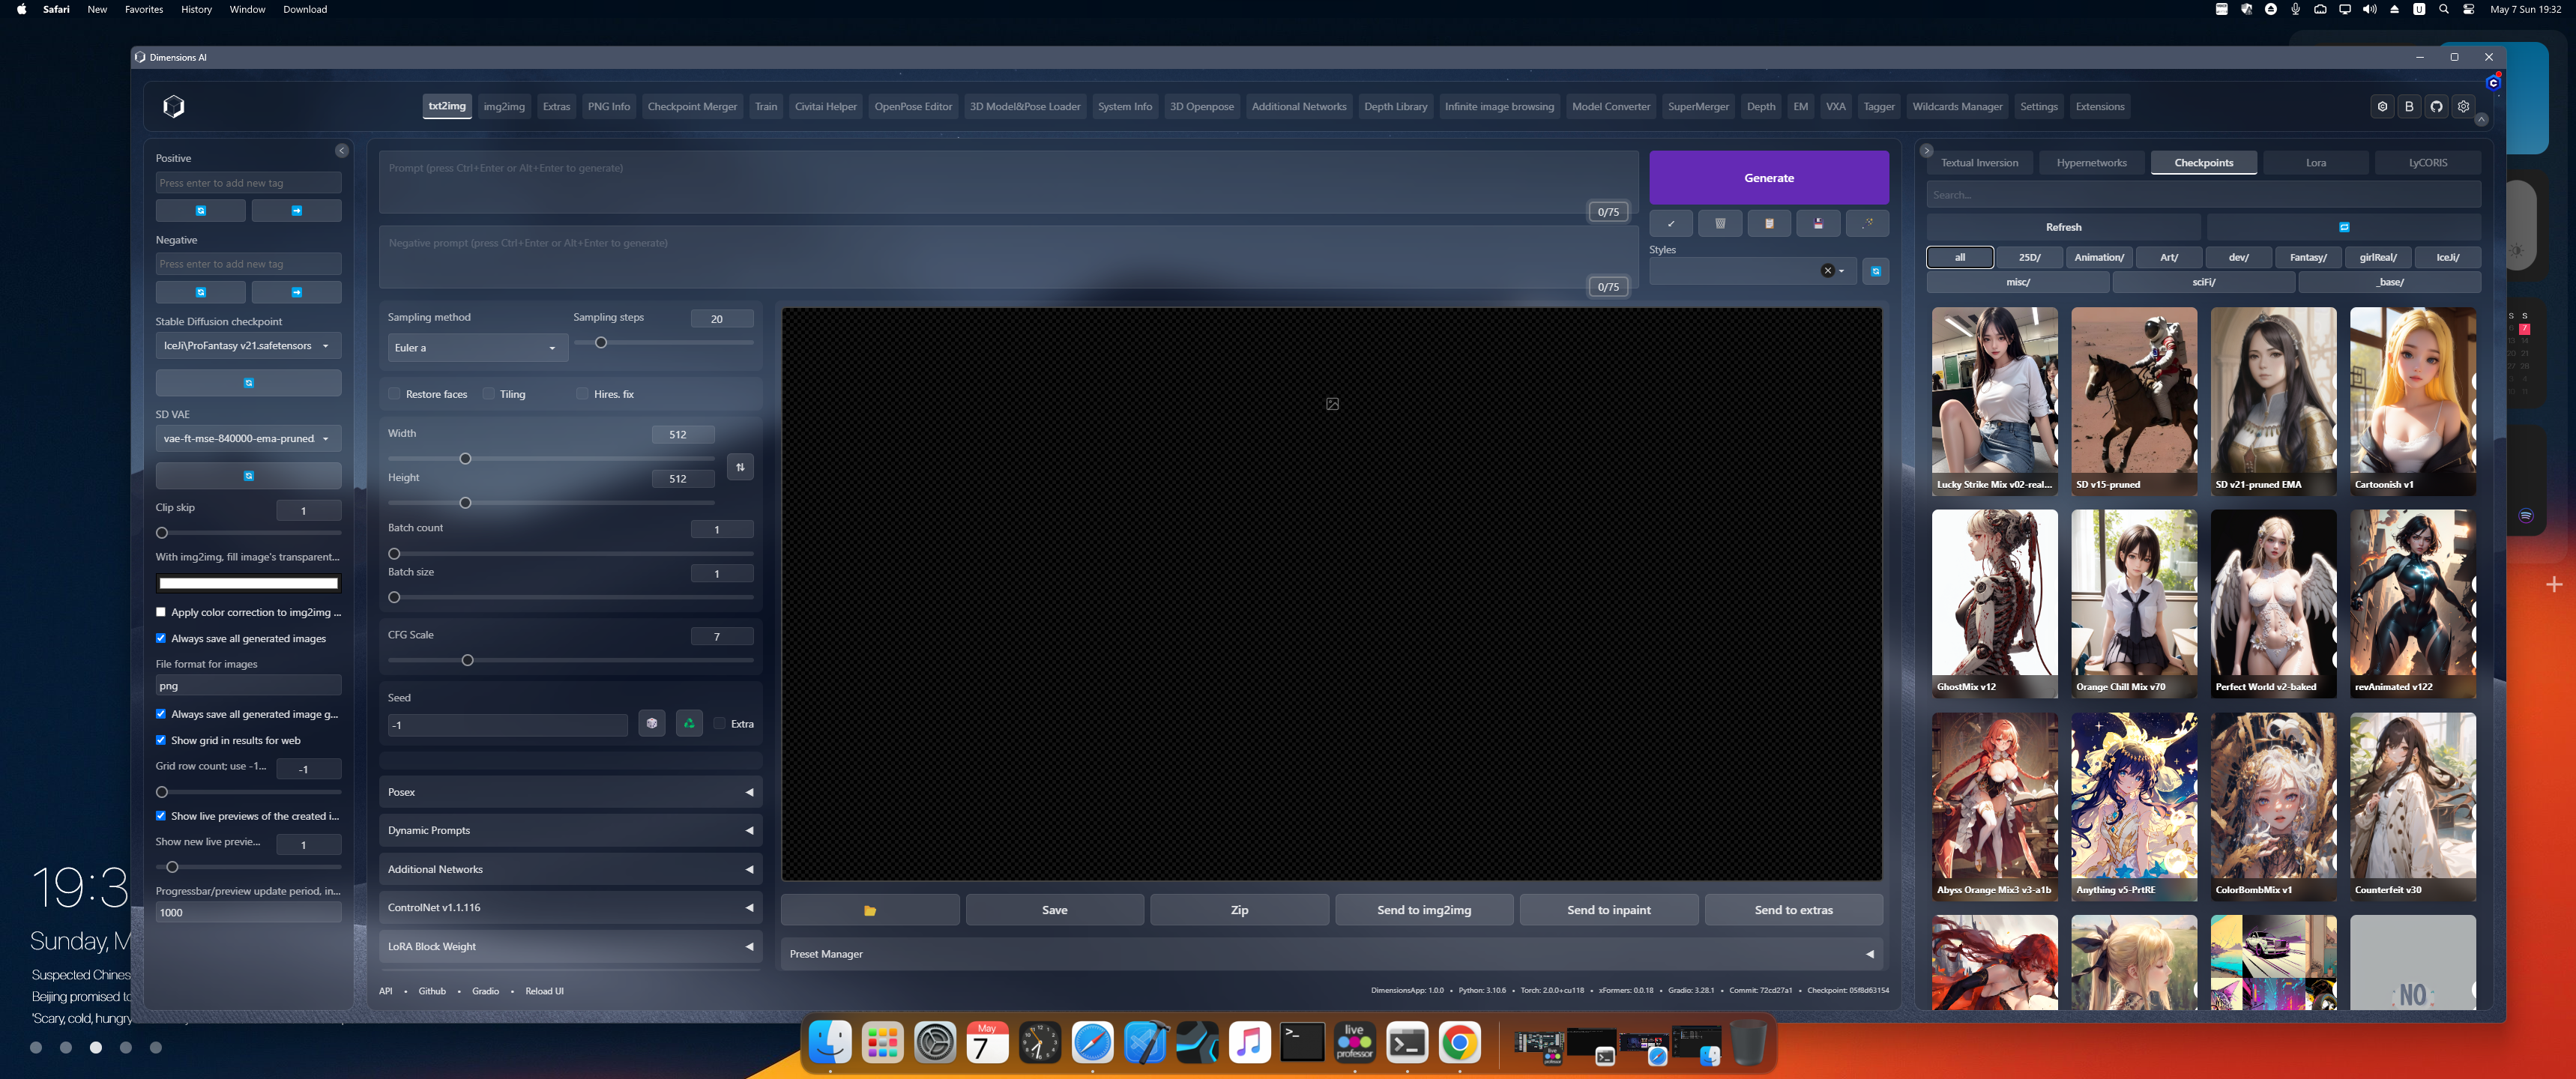 Safari New Favorites History Window Download
U May 7 Sun 19:32
Dimensions AI
txt2img img2img Extras PNG Info Checkpoint Merger Train Civitai Helper OpenPose Editor 3D Model&Pose Loader System Info 3D Openpose Additional Networks Depth Library Infinite image browsing Model Converter SuperMerger Depth EM VXA Tagger Wildcards Manager Settings Extensions
B
C
Positive
Press enter to add new tag
Negative
Press enter to add new tag
Stable Diffusion checkpoint
IceJi\ProFantasy v21.safetensors
SD VAE
vae-ft-mse-840000-ema-pruned.
Clip skip 1
With img2img, fill image's transparent...
Apply color correction to img2img ...
Always save all generated images
File format for images
png
Always save all generated image g...
Show grid in results for web
Grid row count; use -1... -1
Show live previews of the created i...
Show new live previe... 1
Progressbar/preview update period, in...
1000
Prompt (press Ctrl+Enter or Alt+Enter to generate)
0/75
Negative prompt (press Ctrl+Enter or Alt+Enter to generate)
0/75
Generate
Styles
Sampling method
Euler a
Sampling steps 20
Restore faces Tiling Hires. fix
Width 512
Height 512
Batch count 1
Batch size 1
CFG Scale 7
Seed
-1
Extra
Posex
Dynamic Prompts
Additional Networks
ControlNet v1.1.116
LoRA Block Weight
Save Zip Send to img2img Send to inpaint Send to extras
Preset Manager
API • Github • Gradio • Reload UI
DimensionsApp: 1.0.0 • Python: 3.10.6 • Torch: 2.0.0+cu118 • xFormers: 0.0.18 • Gradio: 3.28.1 • Commit: 72cd27a1 • Checkpoint: 05f8d63154
Textual Inversion Hypernetworks Checkpoints Lora LyCORIS
Search...
Refresh
all 25D/ Animation/ Art/ dev/ Fantasy/ girlReal/ IceJi/
misc/ sciFi/ _base/
Lucky Strike Mix v02-real... SD v15-pruned SD v21-pruned EMA Cartoonish v1
GhostMix v12 Orange Chill Mix v70 Perfect World v2-baked revAnimated v122
Abyss Orange Mix3 v3-a1b Anything v5-PrtRE ColorBombMix v1 Counterfeit v30
NO
S S
7
19:3
Sunday, M
Suspected Chines
Beijing promised to
'Scary, cold, hungry
May
7
>_
live
professor